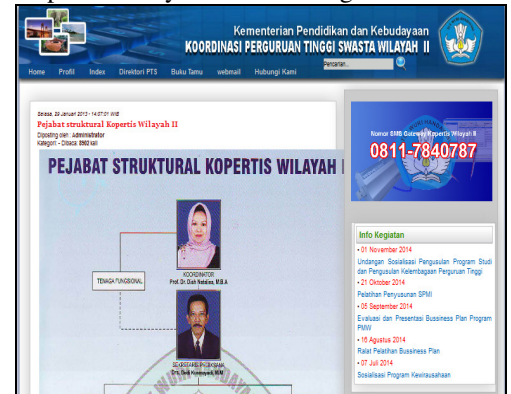 Kementerian Pendidikan dan Kebudayaan
KOORDINASI PERGURUAN TINGGI SWASTA WILAYAH II
Home Profil Index Direktori PTS Buku Tamu webmail Hubungi Kami
Pencarian...
Selasa, 29 Januari 2013 - 14:07:01 WIB
Pejabat struktural Kopertis Wilayah II
Diposting oleh : Administrator
Kategori: - Dibaca: 8902 kali
PEJABAT STRUKTURAL KOPERTIS WILAYAH I
TENAGA FUNGSIONAL
KOORDINATOR
Prof. Dr. Diah Natalisa, M.B.A
SEKRETARIS PELAKSANA
Nomor SMS Gateway Kopertis Wilayah II
0811-7840787
Info Kegiatan
• 01 November 2014
Undangan Sosialisasi Pengusulan Program Studi
dan Pengusulan Kelembagaan Perguruan Tinggi
• 21 Oktober 2014
Pelatihan Penyusunan SPMI
• 05 September 2014
Evaluasi dan Presentasi Bussiness Plan Program
PMW
• 16 Agustus 2014
Ralat Pelatihan Bussiness Plan
• 07 Juli 2014
Sosialisasi Program Kewirausahaan